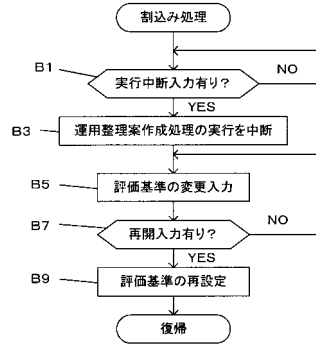 割込み処理
B1
実行中断入力有り?
NO
YES
B3
運用整理案作成処理の実行を中断
B5
評価基準の変更入力
B7
再開入力有り?
NO
YES
B9
評価基準の再設定
復帰